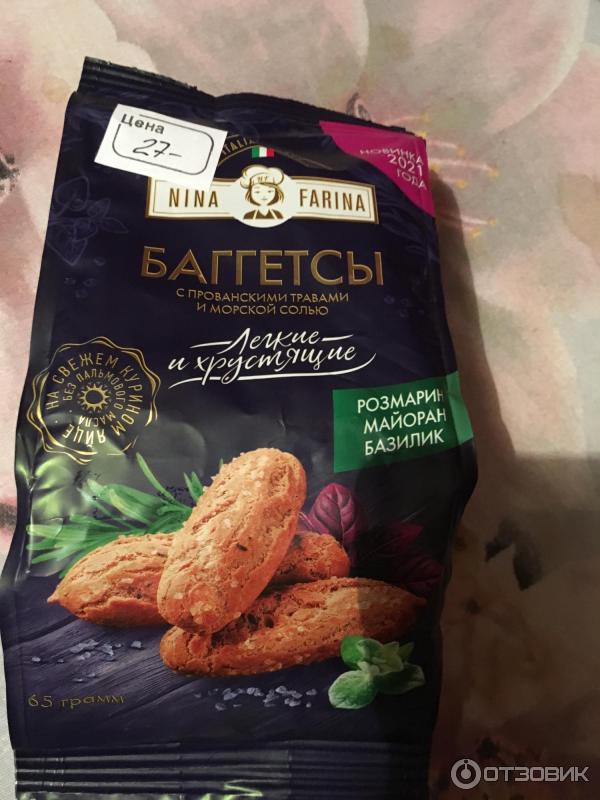 Цена
27-
ITALIA
НОВИНКА
2021
ГОДА
NINA FARINA
БАГГЕТСЫ
С ПРОВАНСКИМИ ТРАВАМИ
И МОРСКОЙ СОЛЬЮ
Легкие
и хрустящие
НА СВЕЖЕМ КУРИНОМ ЯЙЦЕ
БЕЗ ПАЛЬМОВОГО МАСЛА
РОЗМАРИН
МАЙОРАН
БАЗИЛИК
65 грамм
ОТЗОВИК